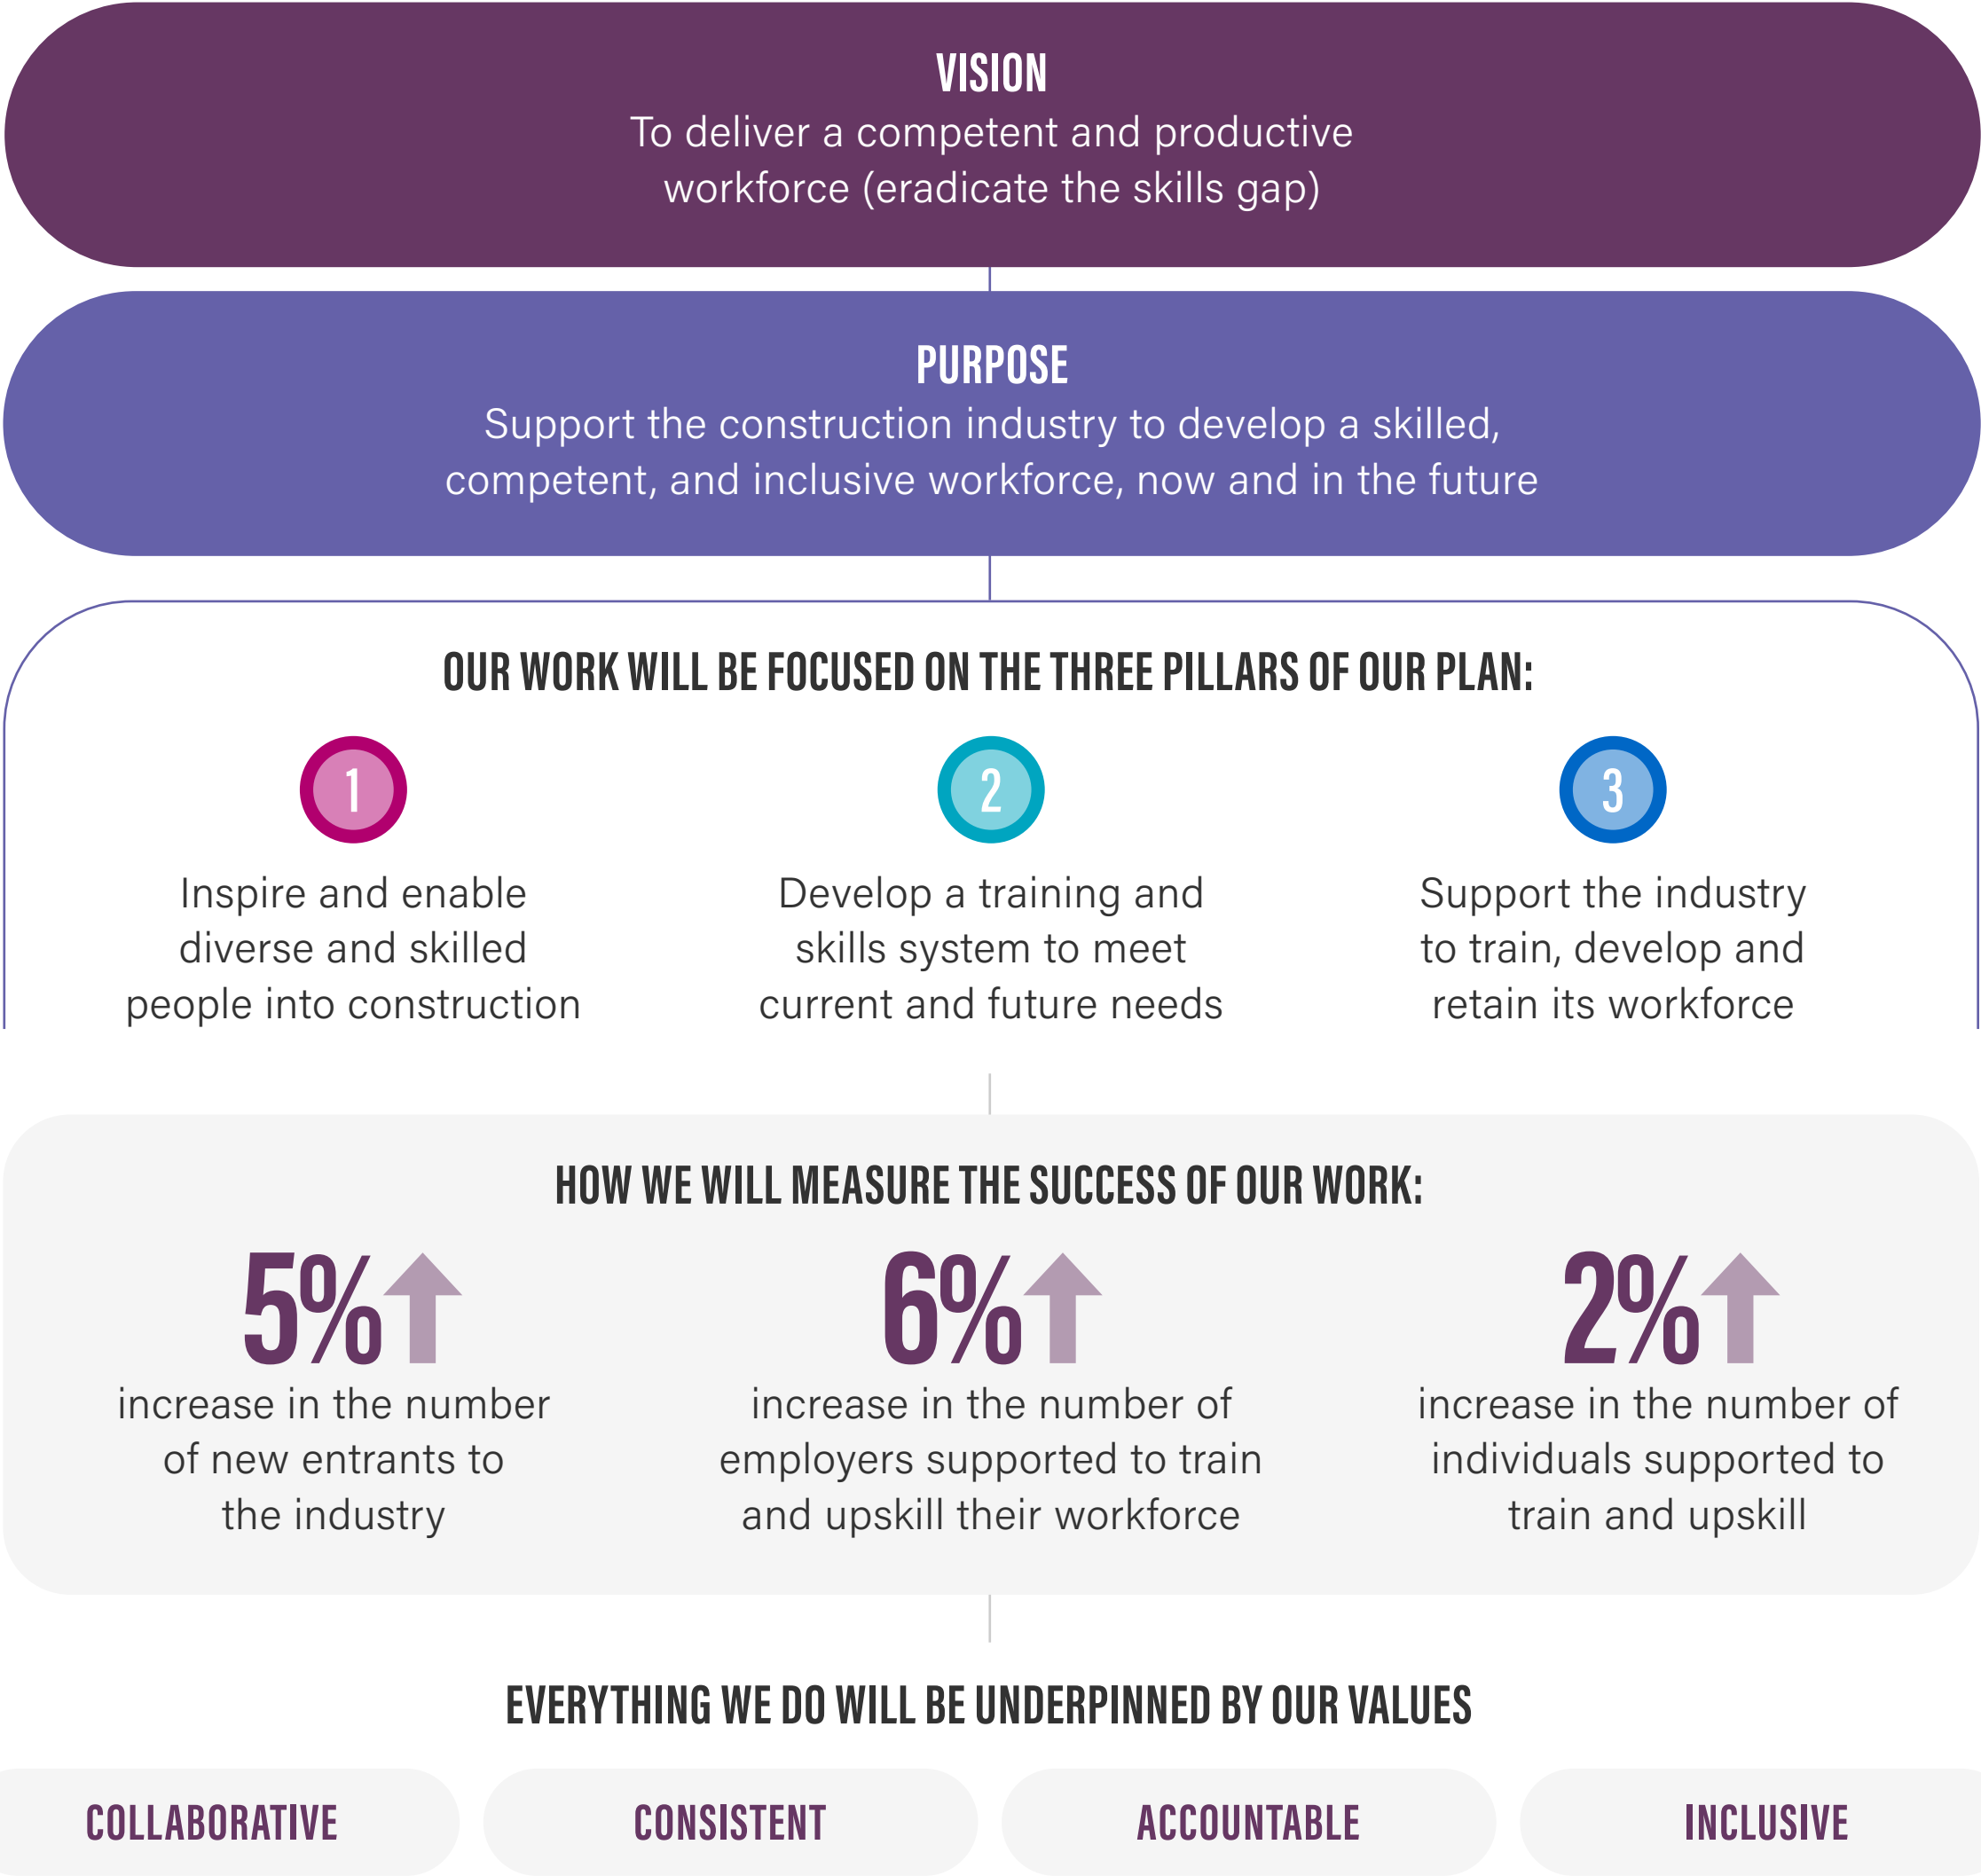 VISION
To deliver a competent and productive
workforce (eradicate the skills gap)
PURPOSE
Support the construction industry to develop a skilled,
competent, and inclusive workforce, now and in the future
OUR WORK WILL BE FOCUSED ON THE THREE PILLARS OF OUR PLAN:
1
Inspire and enable
diverse and skilled
people into construction
2
Develop a training and
skills system to meet
current and future needs
3
Support the industry
to train, develop and
retain its workforce
HOW WE WILL MEASURE THE SUCCESS OF OUR WORK:
5%
increase in the number
of new entrants to
the industry
6%
increase in the number of
employers supported to train
and upskill their workforce
2%
increase in the number of
individuals supported to
train and upskill
EVERYTHING WE DO WILL BE UNDERPINNED BY OUR VALUES
COLLABORATIVE
CONSISTENT
ACCOUNTABLE
INCLUSIVE